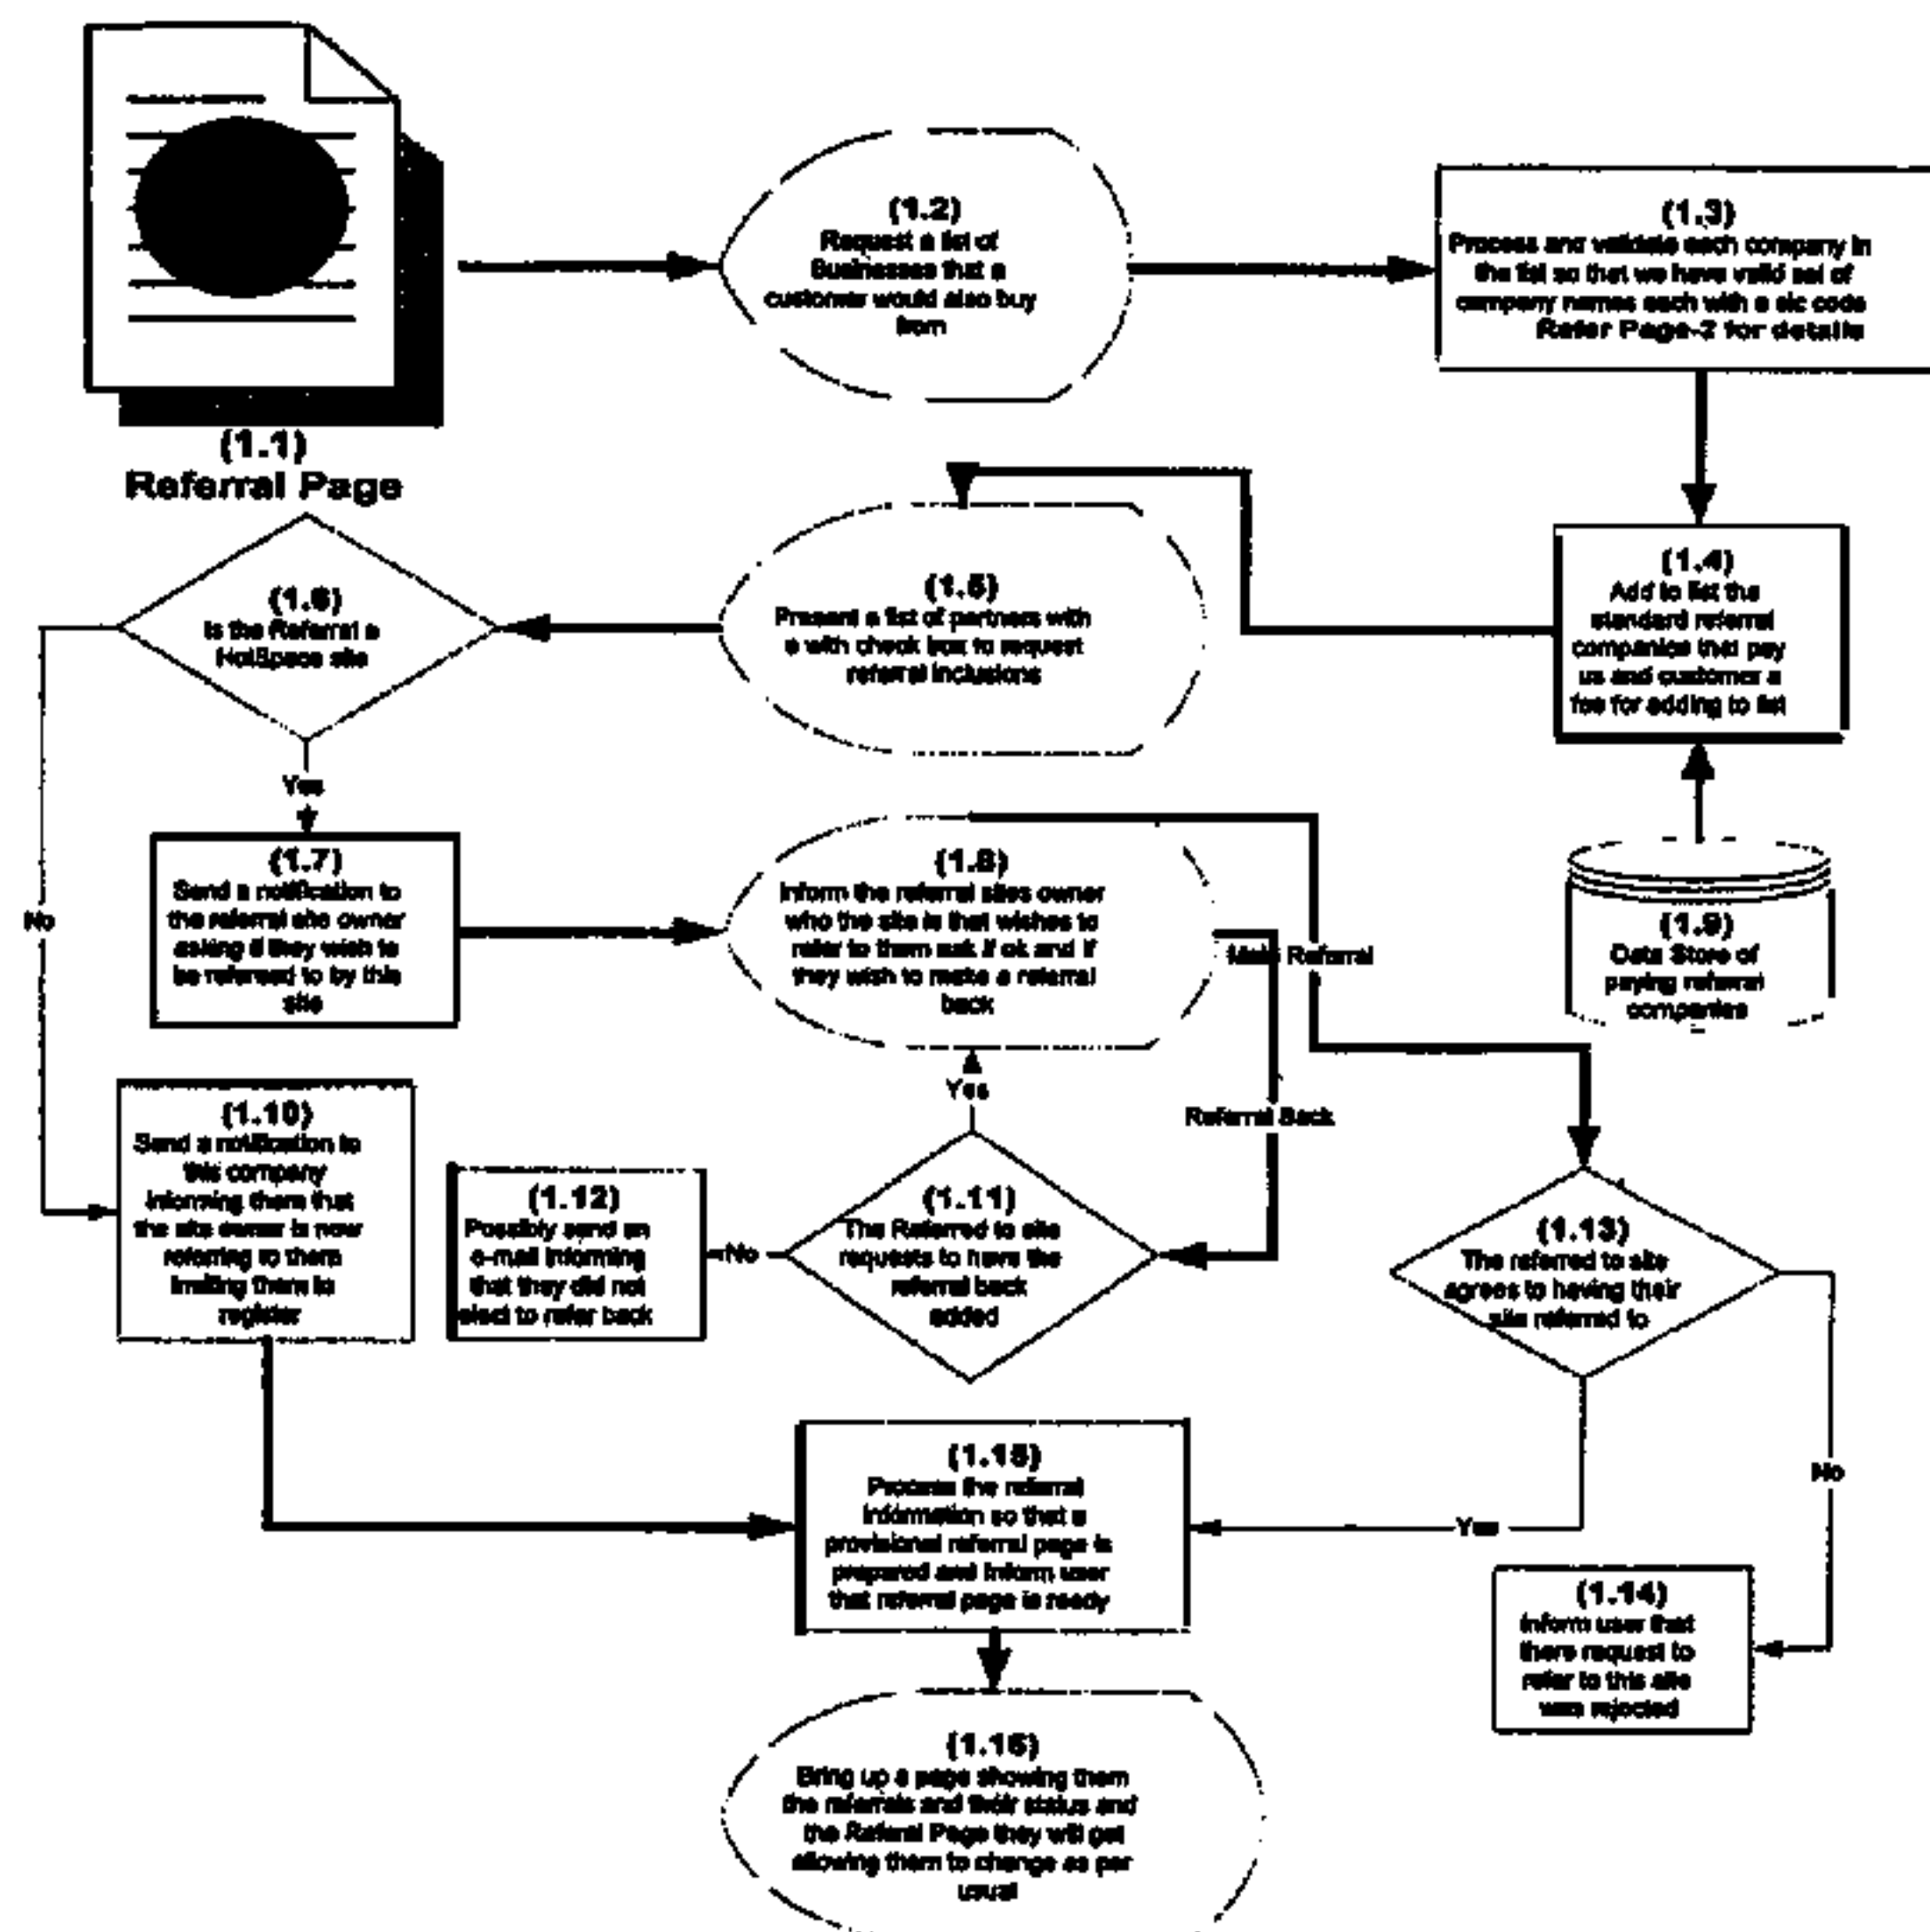 (1.1)
Referral Page
(1.2)
Request a list of
Businesses that a
customer would also buy
from
(1.3)
Process and validate each company in
the list so that we have valid set of
company names each with a sic code
Refer Page-2 for details
(1.4)
Add to list the
standard referral
companies that pay
us and customer a
fee for adding to list
(1.5)
Present a list of partners with
a with check box to request
referral inclusions
(1.6)
Is the Referral a
HotSpace site
Yes
No
(1.7)
Send a notification to
the referral site owner
asking if they wish to
be refereed to by this
site
(1.8)
Inform the referral sites owner
who the site is that wishes to
refer to them ask if ok and if
they wish to make a referral
back
Main Referral
Referral Back
(1.9)
Data Store of
paying referral
companies
(1.10)
Send a notification to
this company
informing them that
the site owner is now
referring to them
inviting them to
register
Yes
(1.11)
The Referred to site
requests to have the
referral back
added
No
(1.12)
Possibly send an
e-mail informing
that they did not
elect to refer back
(1.13)
The referred to site
agrees to having their
site referred to
No
Yes
(1.14)
Inform user that
there request to
refer to this site
was rejected
(1.15)
Process the referral
information so that a
provisional referral page is
prepared and inform user
that referral page is ready
(1.16)
Bring up a page showing them
the referrals and their status and
the Referral Page they will get
allowing them to change as per
usual